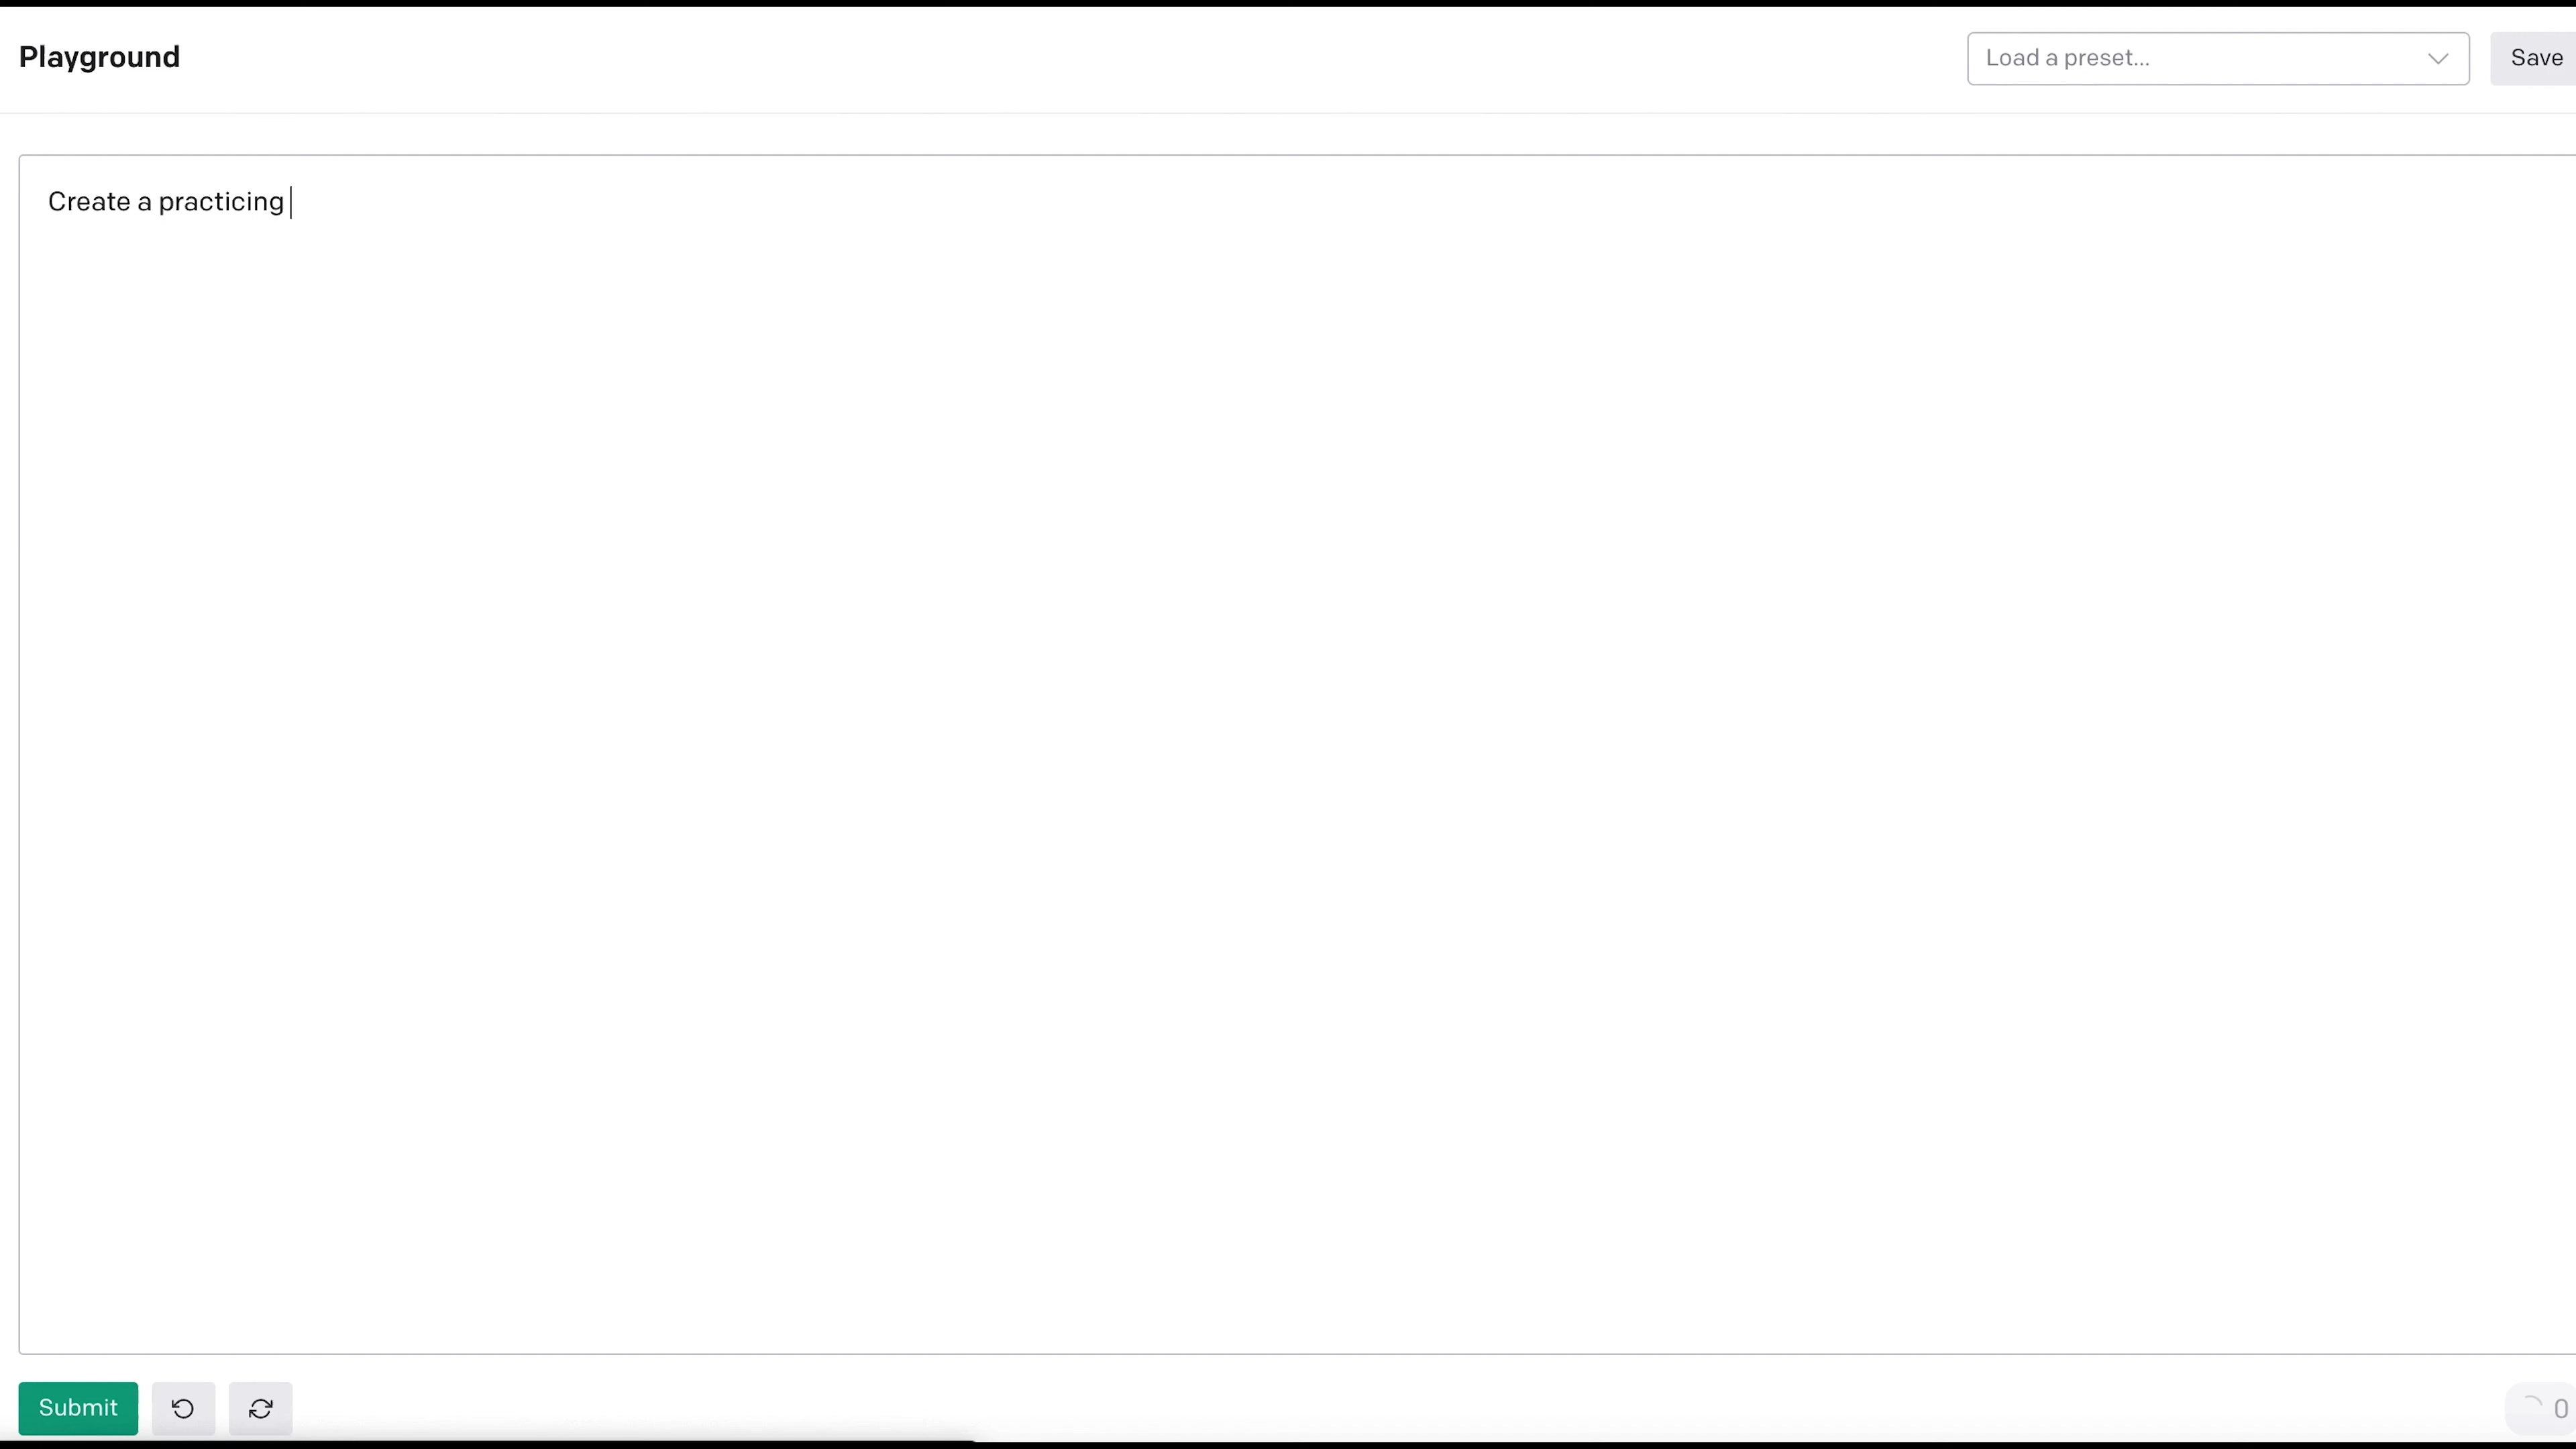 Playground
Load a preset...
Save
Create a practicing
Submit
0